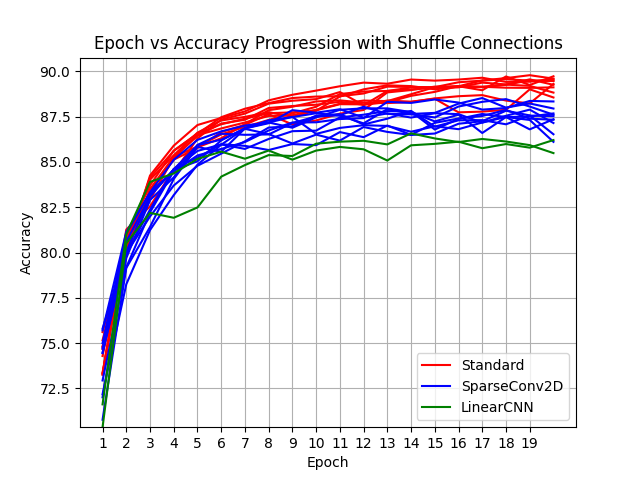 Epoch vs Accuracy Progression with Shuffle Connections
90.0
87.5
85.0
82.5
80.0
77.5
75.0
72.5
Accuracy
Standard
SparseConv2D
LinearCNN
1 2 3 4 5 6 7 8 9 10 11 12 13 14 15 16 17 18 19
Epoch